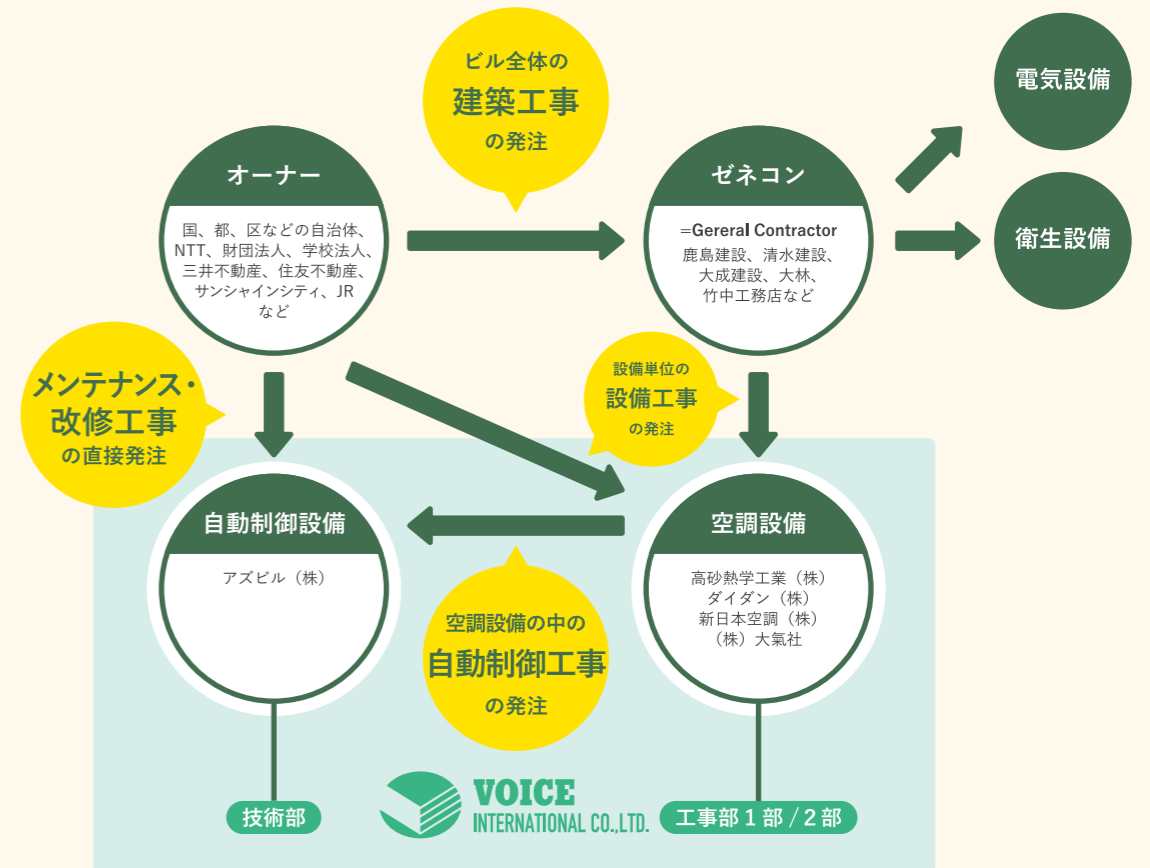 ビル全体の
建築工事
の発注
電気設備
衛生設備
オーナー
国、都、区などの自治体、
NTT、財団法人、学校法人、
三井不動産、住友不動産、
サンシャインシティ、JR
など
ゼネコン
=Gereral Contractor
鹿島建設、清水建設、
大成建設、大林、
竹中工務店など
メンテナンス・
改修工事
の直接発注
設備単位の
設備工事
の発注
自動制御設備
アズビル（株）
空調設備
高砂熱学工業（株）
ダイダン（株）
新日本空調（株）
（株）大氣社
空調設備の中の
自動制御工事
の発注
技術部
VOICE
INTERNATIONAL CO.,LTD.
工事部 1 部 / 2 部